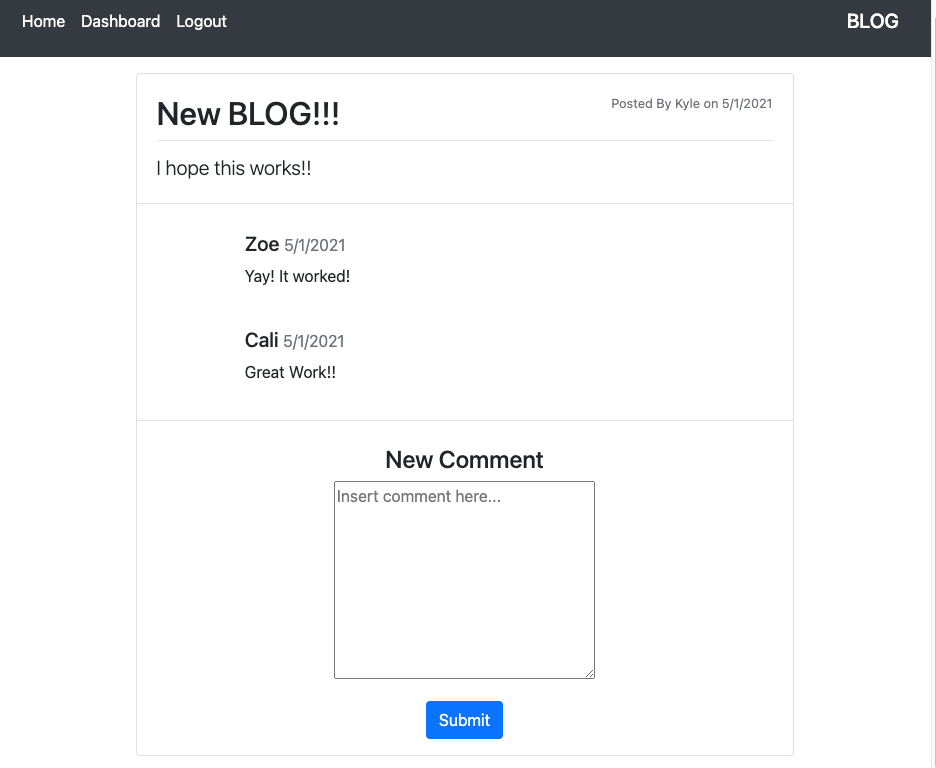 Home Dashboard Logout BLOG
New BLOG!!! Posted By Kyle on 5/1/2021
I hope this works!!
Zoe 5/1/2021
Yay! It worked!
Cali 5/1/2021
Great Work!!
New Comment
Insert comment here...
Submit